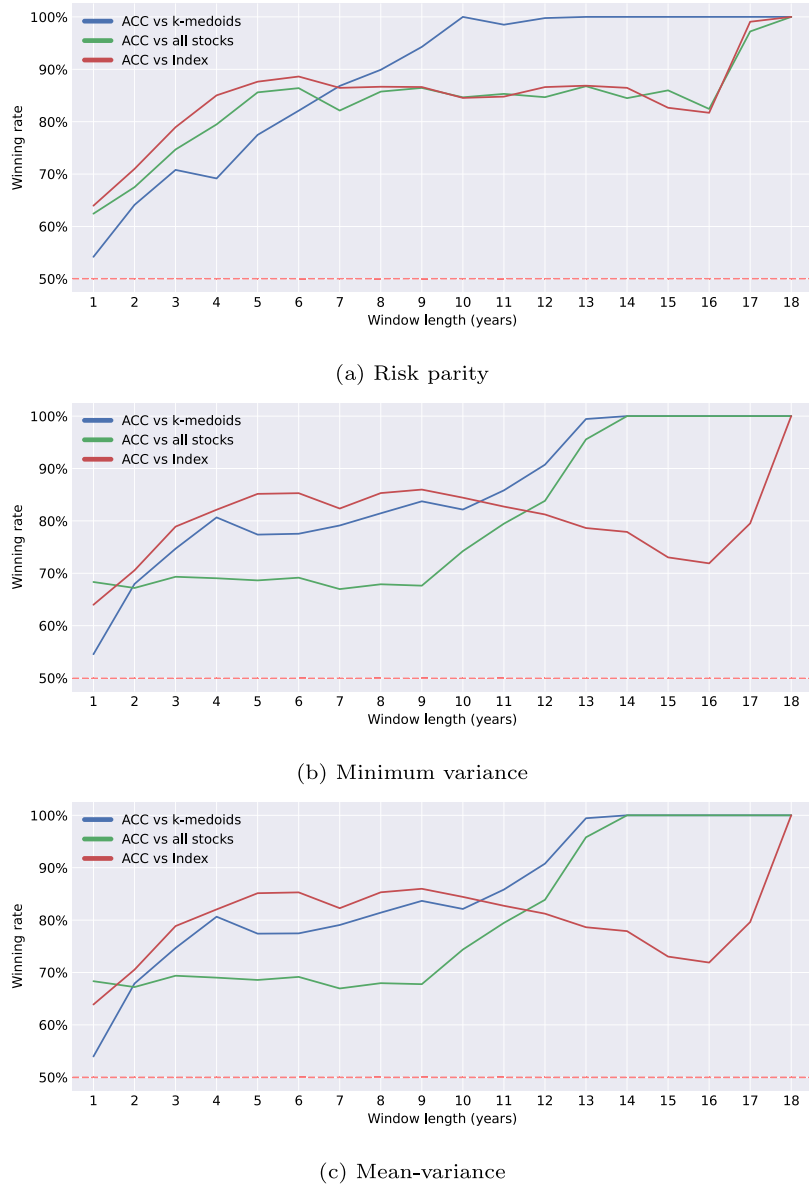 100%
90%
80%
70%
60%
50%
Winning rate
ACC vs k-medoids
ACC vs all stocks
ACC vs Index
1 2 3 4 5 6 7 8 9 10 11 12 13 14 15 16 17 18
Window length (years)
(a) Risk parity
100%
90%
80%
70%
60%
50%
Winning rate
ACC vs k-medoids
ACC vs all stocks
ACC vs Index
1 2 3 4 5 6 7 8 9 10 11 12 13 14 15 16 17 18
Window length (years)
(b) Minimum variance
100%
90%
80%
70%
60%
50%
Winning rate
ACC vs k-medoids
ACC vs all stocks
ACC vs Index
1 2 3 4 5 6 7 8 9 10 11 12 13 14 15 16 17 18
Window length (years)
(c) Mean-variance